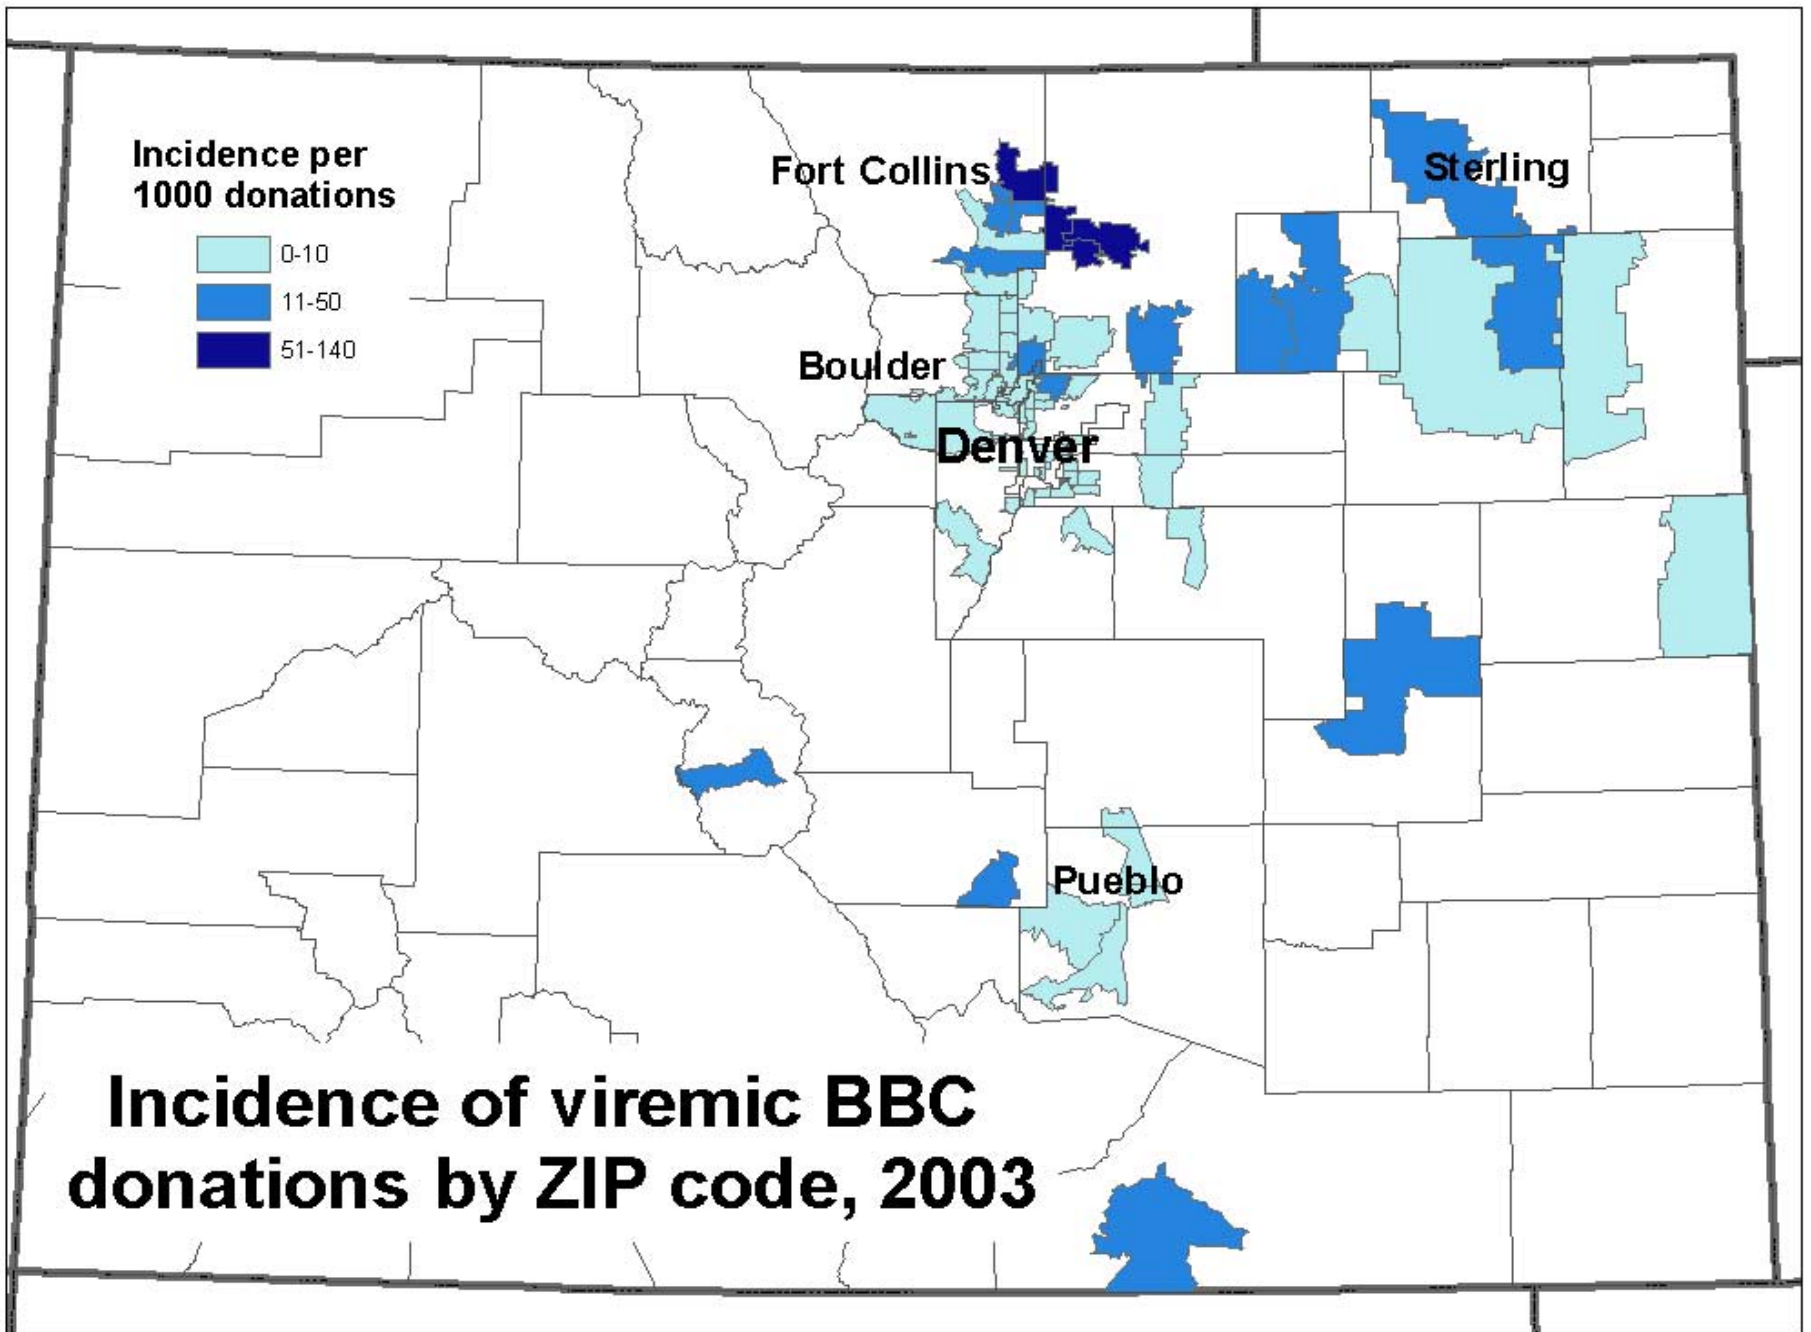 Incidence per
1000 donations
0-10
11-50
51-140
Fort Collins
Sterling
Boulder
Denver
Pueblo
Incidence of viremic BBC
donations by ZIP code, 2003